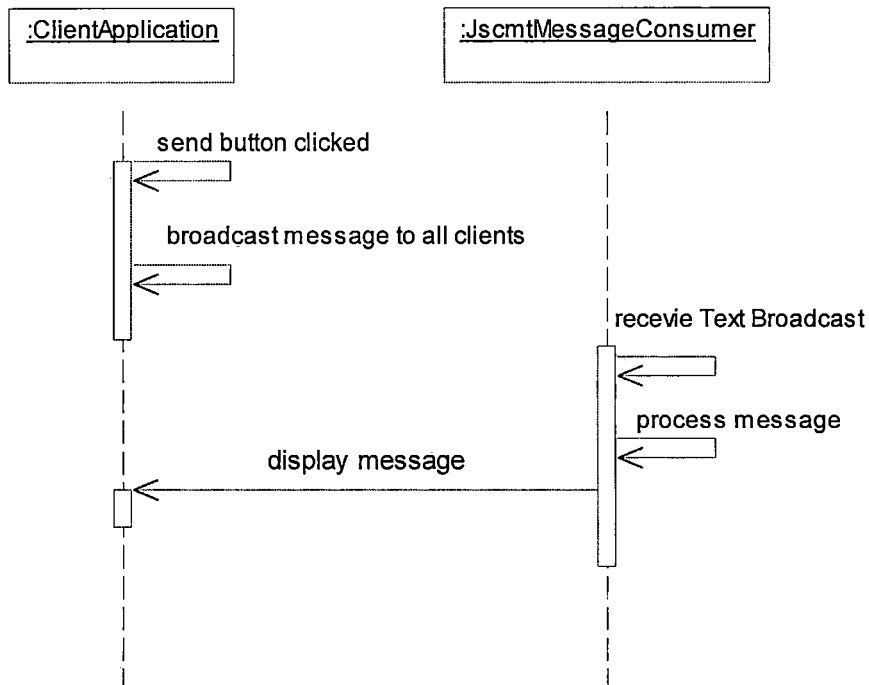 :ClientApplication
:JscmtMessageConsumer
send button clicked
broadcast message to all clients
recevie Text Broadcast
process message
display message